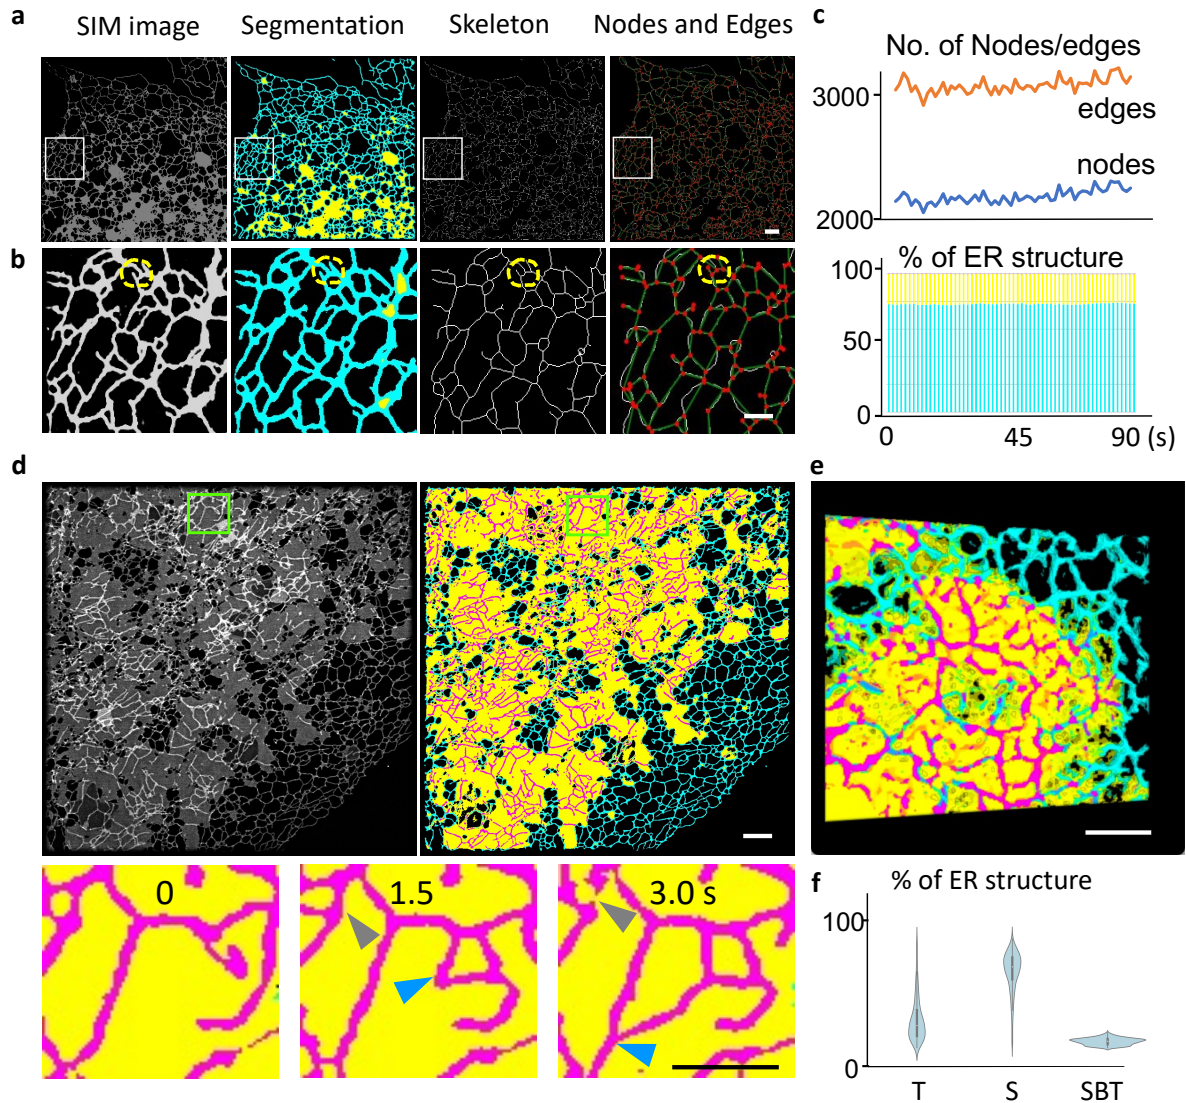 a
SIM image
Segmentation
Skeleton
Nodes and Edges
b
c
No. of Nodes/edges
3000
edges
nodes
2000
% of ER structure
100
50
0
0 45 90 (s)
d
e
0
1.5
3.0 s
f
% of ER structure
100
0
T S SBT